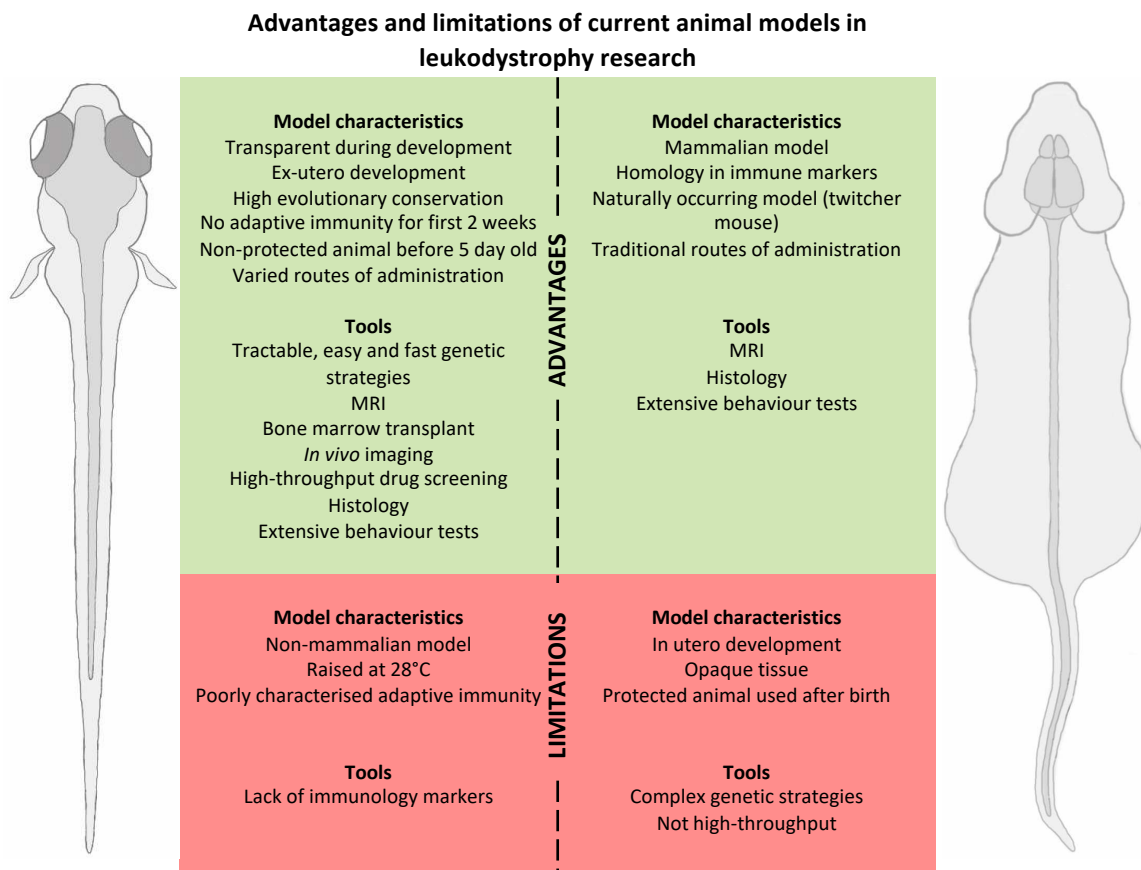 Advantages and limitations of current animal models in
leukodystrophy research
Model characteristics
Transparent during development
Ex-utero development
High evolutionary conservation
No adaptive immunity for first 2 weeks
Non-protected animal before 5 day old
Varied routes of administration
Tools
Tractable, easy and fast genetic
strategies
MRI
Bone marrow transplant
In vivo imaging
High-throughput drug screening
Histology
Extensive behaviour tests
ADVANTAGES
Model characteristics
Mammalian model
Homology in immune markers
Naturally occurring model (twitcher
mouse)
Traditional routes of administration
Tools
MRI
Histology
Extensive behaviour tests
Model characteristics
Non-mammalian model
Raised at 28°C
Poorly characterised adaptive immunity
Tools
Lack of immunology markers
LIMITATIONS
Model characteristics
In utero development
Opaque tissue
Protected animal used after birth
Tools
Complex genetic strategies
Not high-throughput